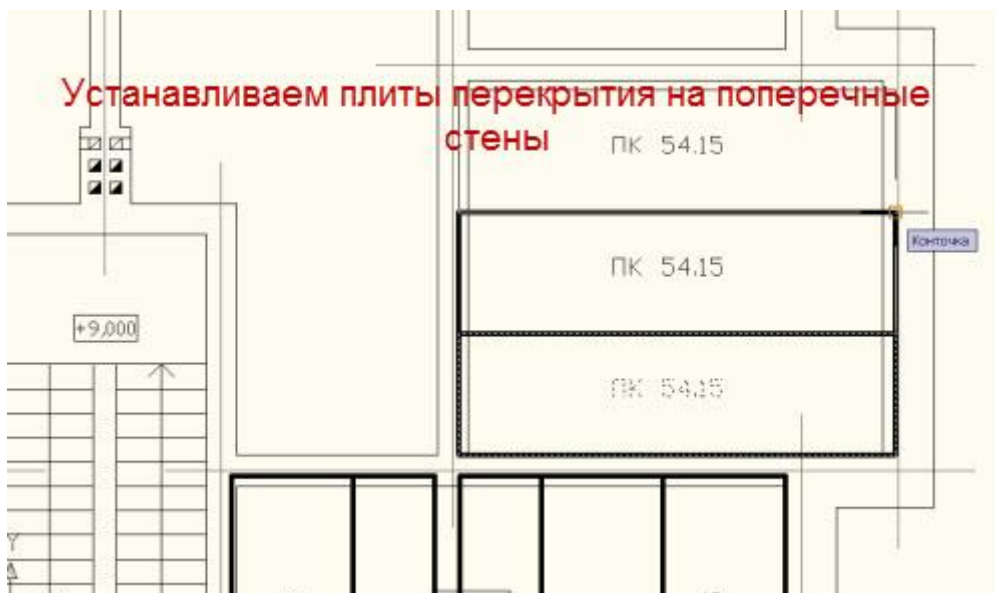 Устанавливаем плиты перекрытия на поперечные
стены
ПК 54.15
Конточка
ПК 54.15
+9,000
ПК 54.15
Y